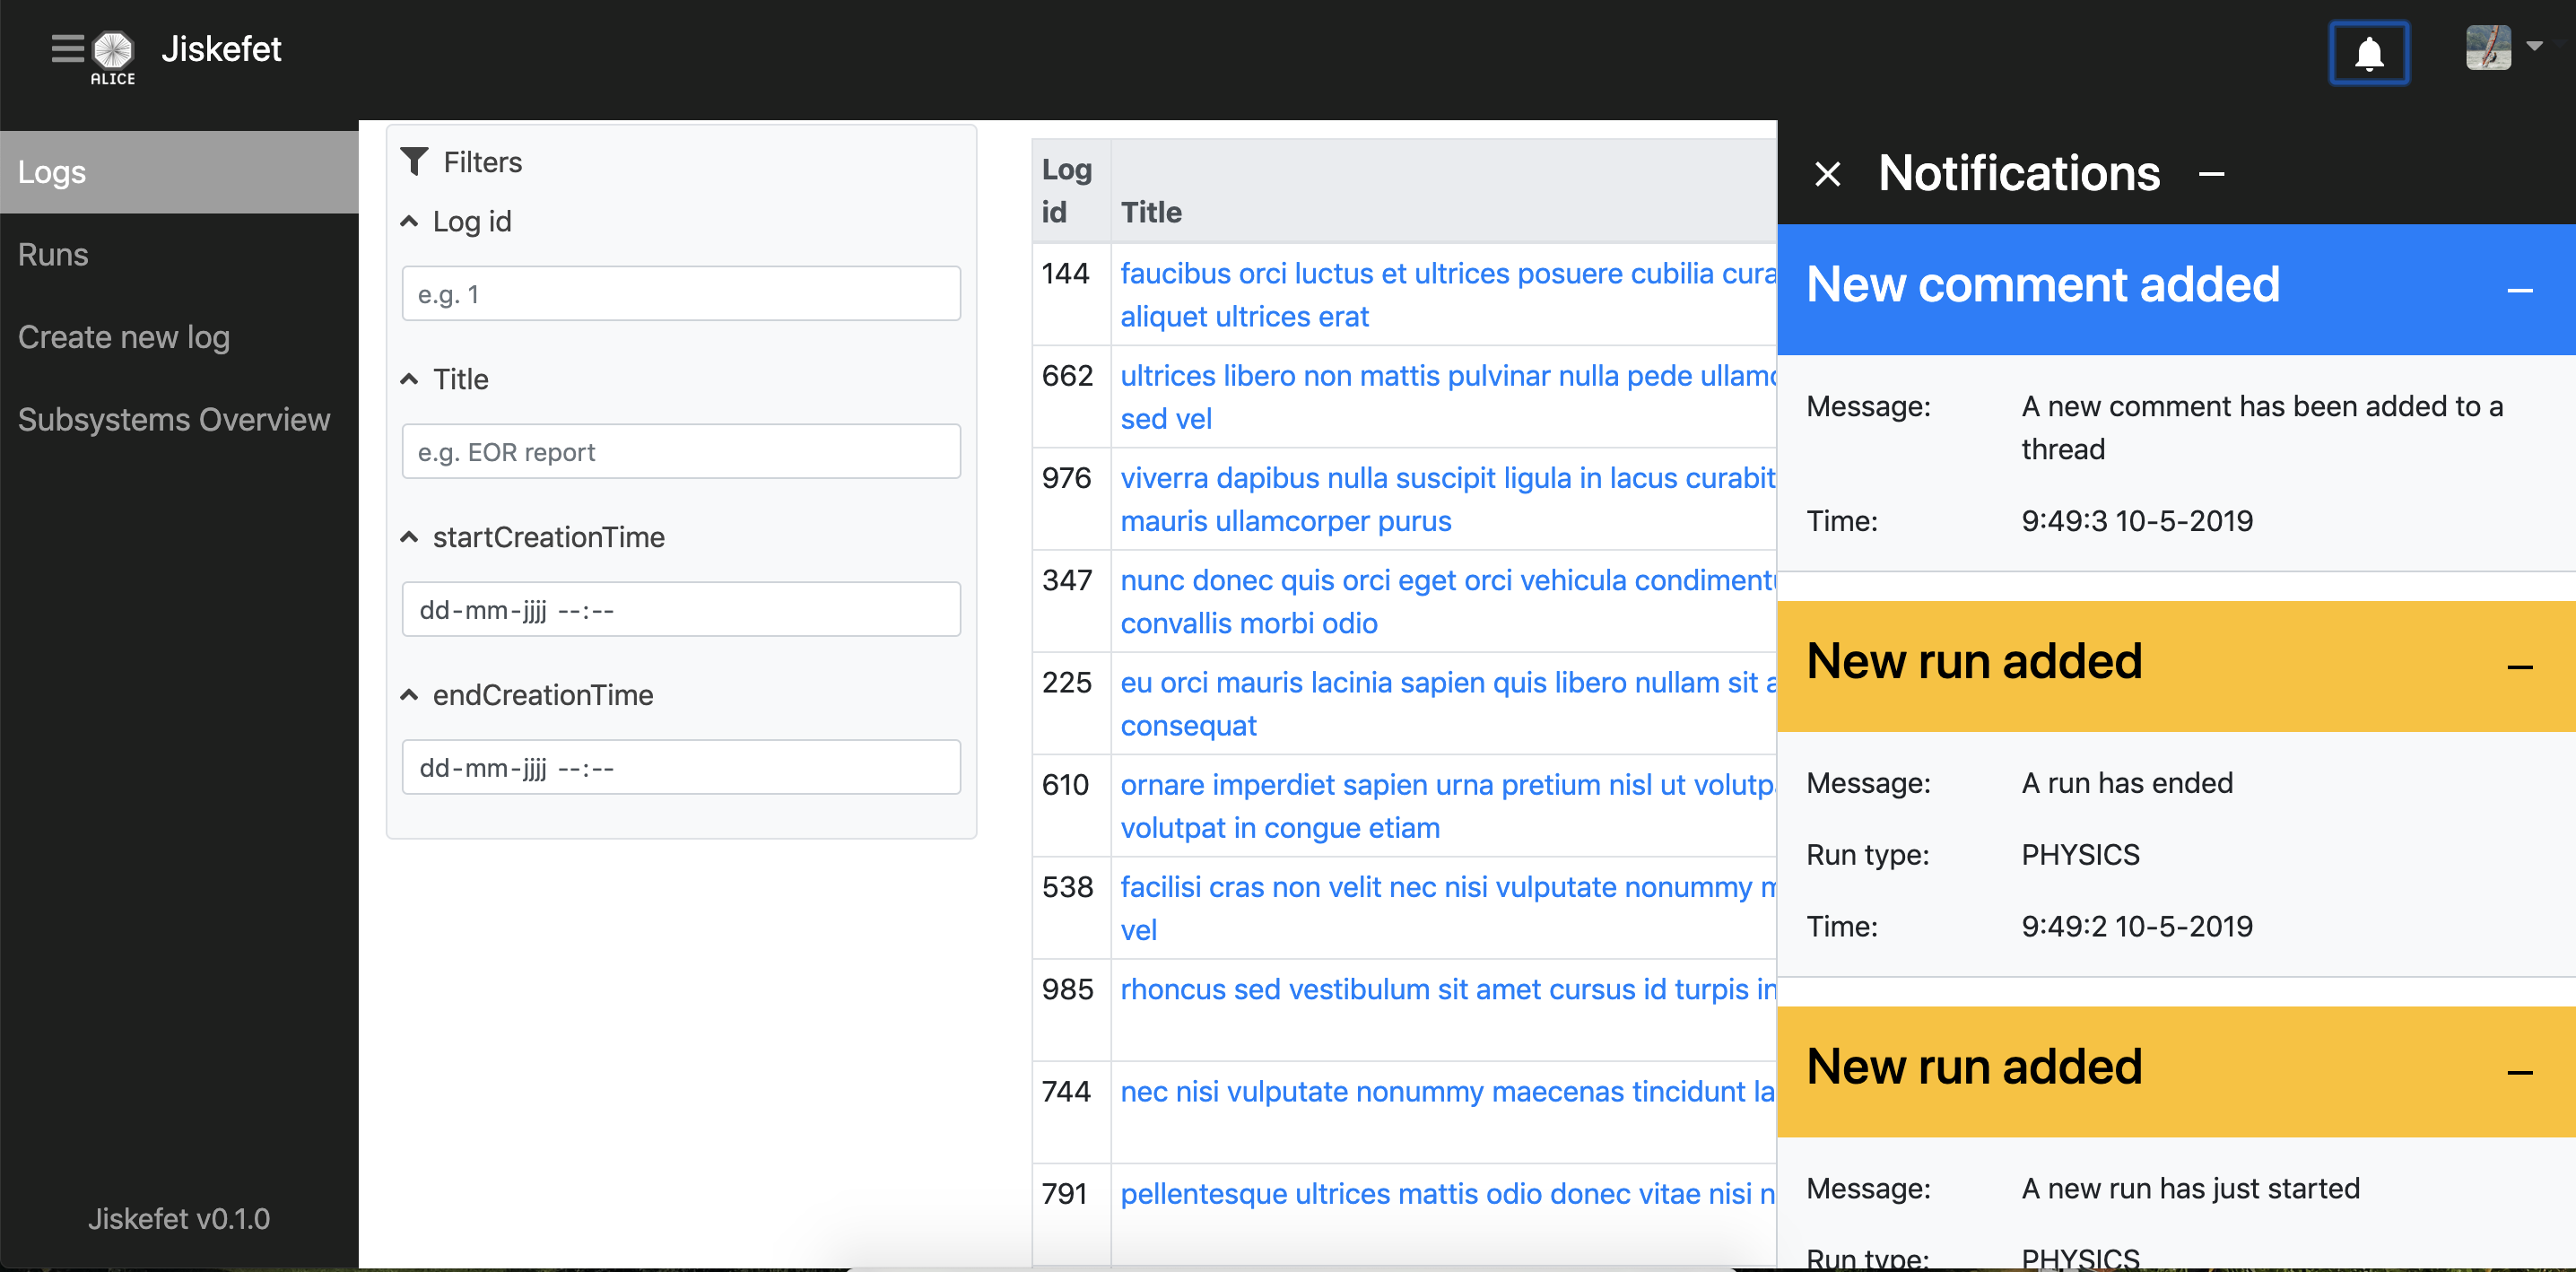 ALICE
Jiskefet
Logs
Runs
Create new log
Subsystems Overview
Jiskefet v0.1.0
Filters
Log id
e.g. 1
Title
e.g. EOR report
startCreationTime
dd-mm-jjjj --:--
endCreationTime
dd-mm-jjjj --:--
Log
id
Title
144
faucibus orci luctus et ultrices posuere cubilia cura
aliquet ultrices erat
662
ultrices libero non mattis pulvinar nulla pede
sed vel
976
viverra dapibus nulla suscipit ligula in lacus
mauris ullamcorper purus
347
nunc donec quis orci eget orci vehicula
convallis morbi odio
225
eu orci mauris lacinia sapien quis libero nullam sit
consequat
610
ornare imperdiet sapien urna pretium nisl ut
volutpat in congue etiam
538
facilisi cras non velit nec nisi vulputate nonummy
vel
985
rhoncus sed vestibulum sit amet cursus id turpis
744
nec nisi vulputate nonummy maecenas tincidunt la
791
pellentesque ultrices mattis odio donec vitae nisi
Notifications
New comment added
Message:
A new comment has been added to a
thread
Time:
9:49:3 10-5-2019
New run added
Message:
A run has ended
Run type:
PHYSICS
Time:
9:49:2 10-5-2019
New run added
Message:
A new run has just started
Run type:
PHYSICS